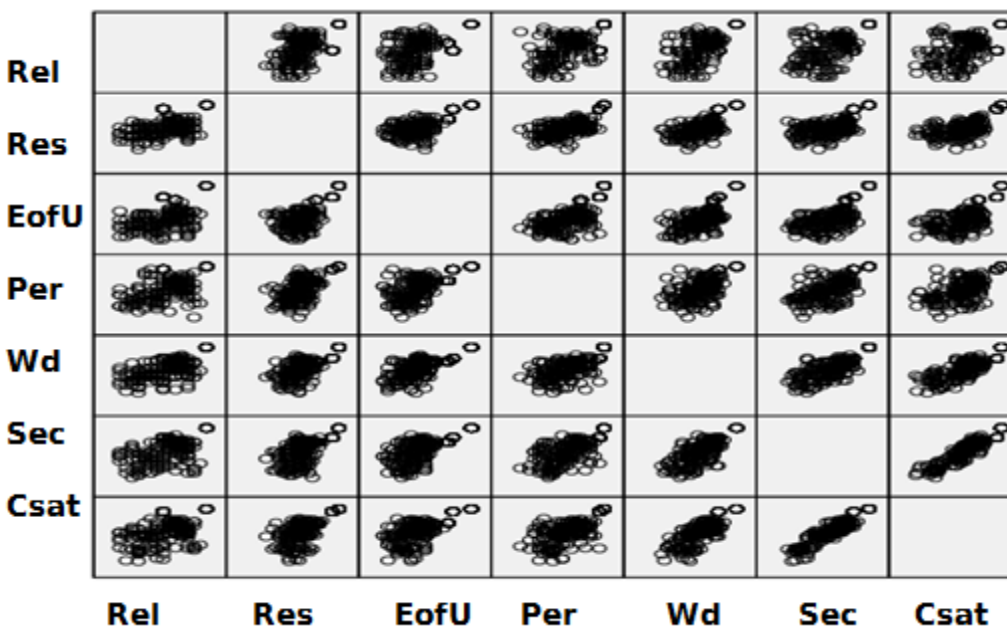 Rel
Res
EofU
Per
Wd
Sec
Csat
Rel Res EofU Per Wd Sec Csat